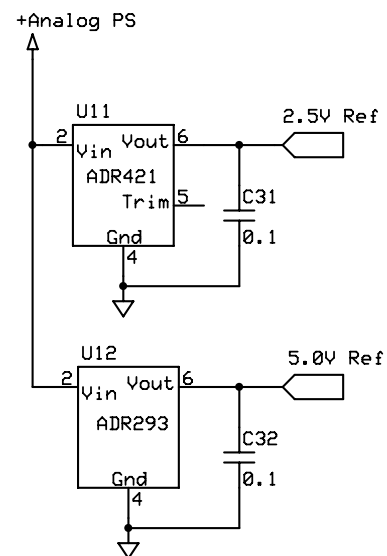 +Analog PS
U11
2
Vin
Vout
6
2.5V Ref
ADR421
Trim
5
C31
0.1
Gnd
4
U12
2
Vin
Vout
6
5.0V Ref
ADR293
C32
0.1
Gnd
4